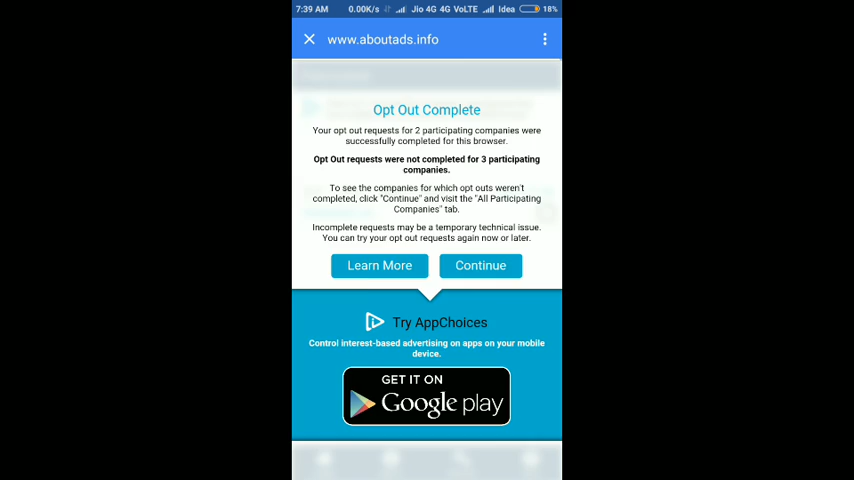 7:39 AM 0.00K/s Jio 4G 4G VoLTE Idea 18%
www.aboutads.info
Opt Out Complete
Your opt out requests for 2 participating companies were
successfully completed for this browser.
Opt Out requests were not completed for 3 participating
companies.
To see the companies for which opt outs weren't
completed, click "Continue" and visit the "All Participating
Companies" tab.
Incomplete requests may be a temporary technical issue.
You can try your opt out requests again now or later.
Learn More Continue
Try AppChoices
Control interest-based advertising on apps on your mobile
device.
GET IT ON
Google play